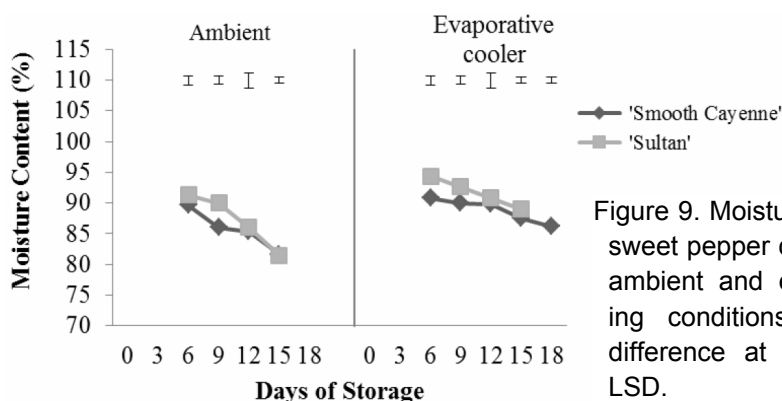 Ambient
Evaporative
cooler
Moisture Content (%)
115
110
105
100
95
90
85
80
75
70
0 3 6 9 12 15 18
0 3 6 9 12 15 18
Days of Storage
'Smooth Cayenne'
'Sultan'
Figure 9. Moistu
sweet pepper
ambient and
ing conditions
difference at
LSD.